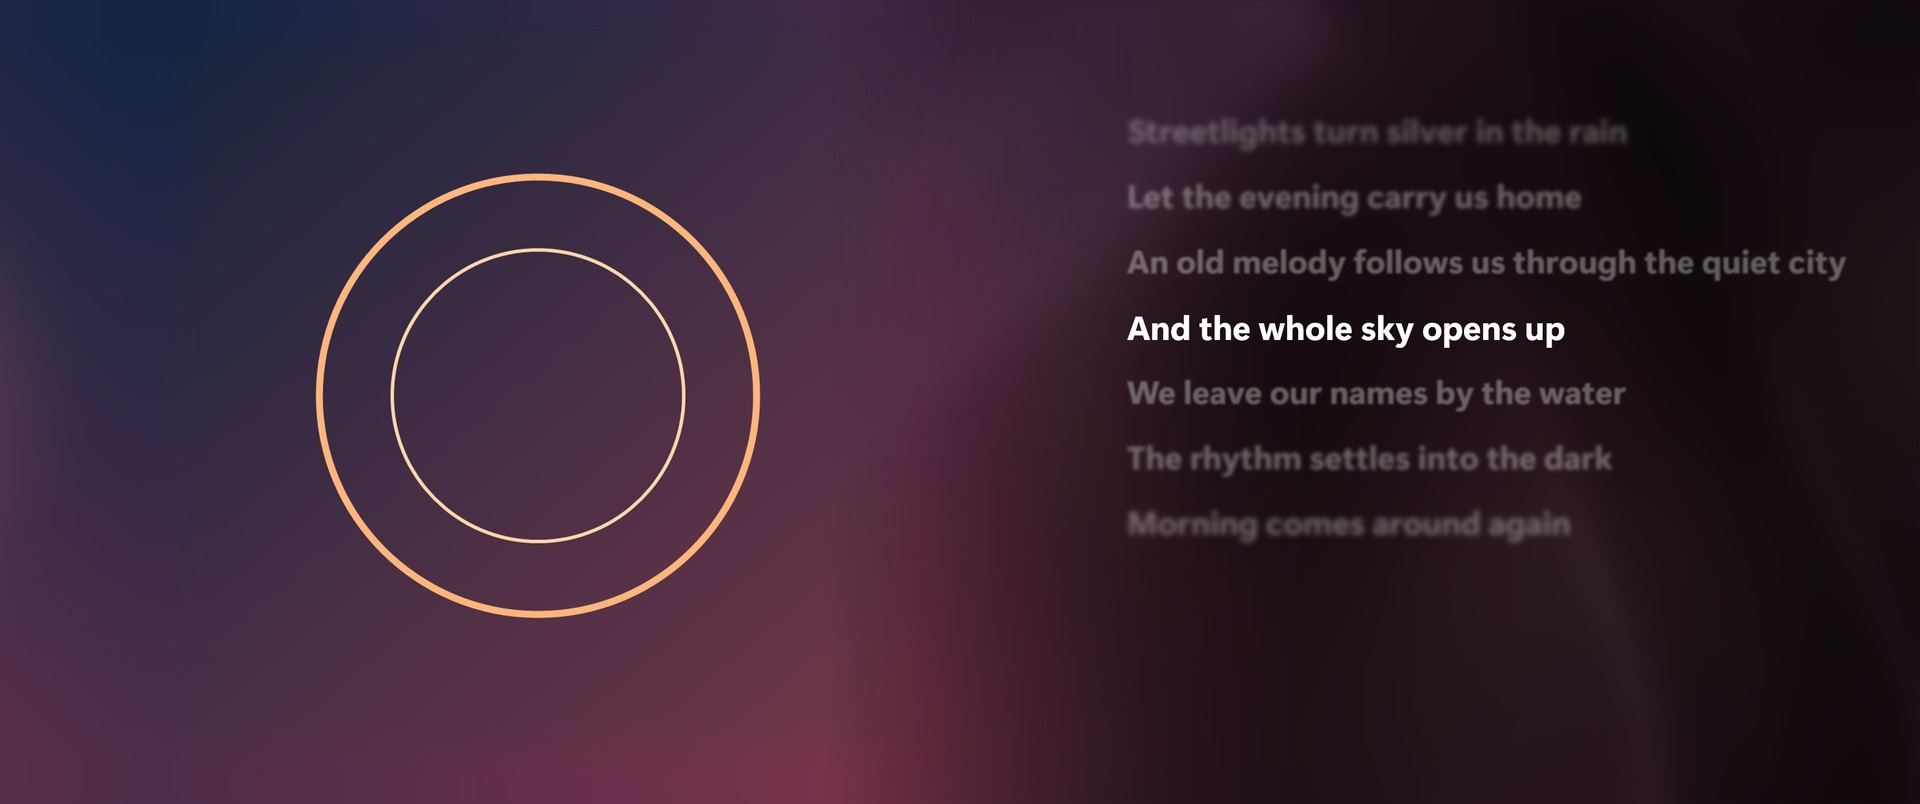 Streetlights turn silver in the rain
Let the evening carry us home
An old melody follows us through the quiet city
And the whole sky opens up
We leave our names by the water
The rhythm settles into the dark
Morning comes around again